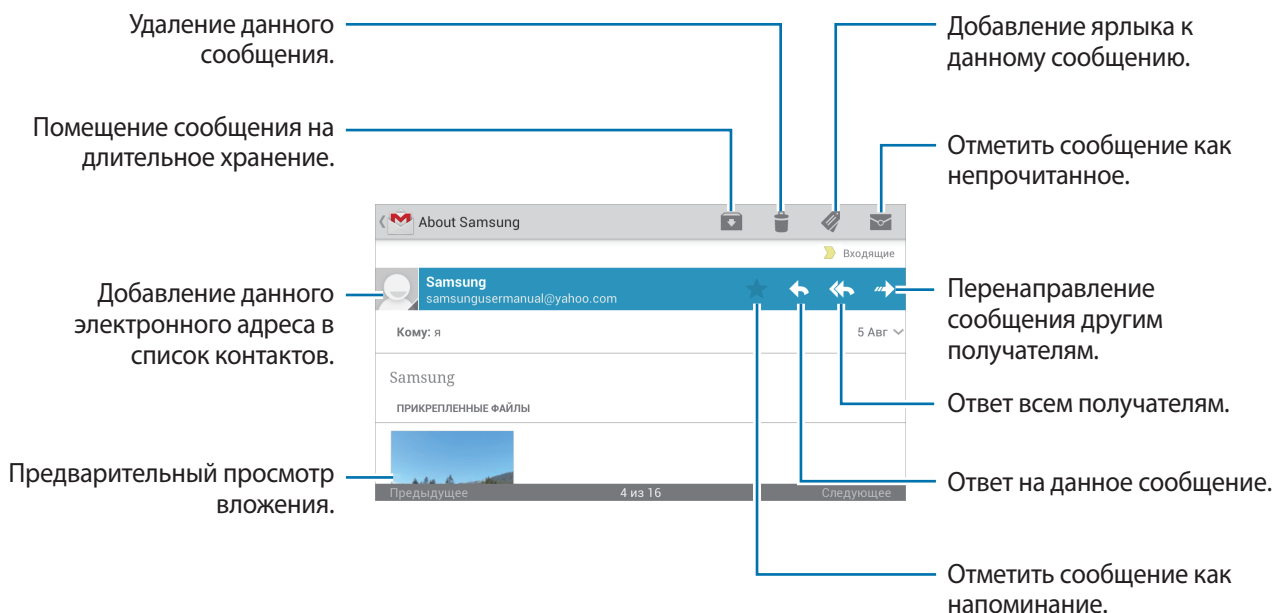 Удаление данного
сообщения.
Добавление ярлыка к
данному сообщению.
Помещение сообщения на
длительное хранение.
Отметить сообщение как
непрочитанное.
About Samsung
Входящие
Samsung
samsungusermanual@yahoo.com
Добавление данного
электронного адреса в
список контактов.
Перенаправление
сообщения другим
получателям.
Кому: я
5 Авг
Samsung
ПРИКРЕПЛЕННЫЕ ФАЙЛЫ
Ответ всем получателям.
Предварительный просмотр
вложения.
Предыдущее
4 из 16
Следующее
Ответ на данное сообщение.
Отметить сообщение как
напоминание.